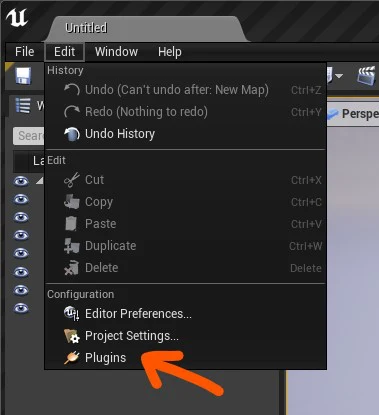 Untitled
File Edit Window Help
History
Undo (Can't undo after: New Map) Ctrl+Z
Redo (Nothing to redo) Ctrl+Y
Undo History
Edit
Cut Ctrl+X
Copy Ctrl+C
Paste Ctrl+V
Duplicate Ctrl+W
Delete Delete
Configuration
Editor Preferences...
Project Settings...
Plugins
W
Sear
La
Perspe